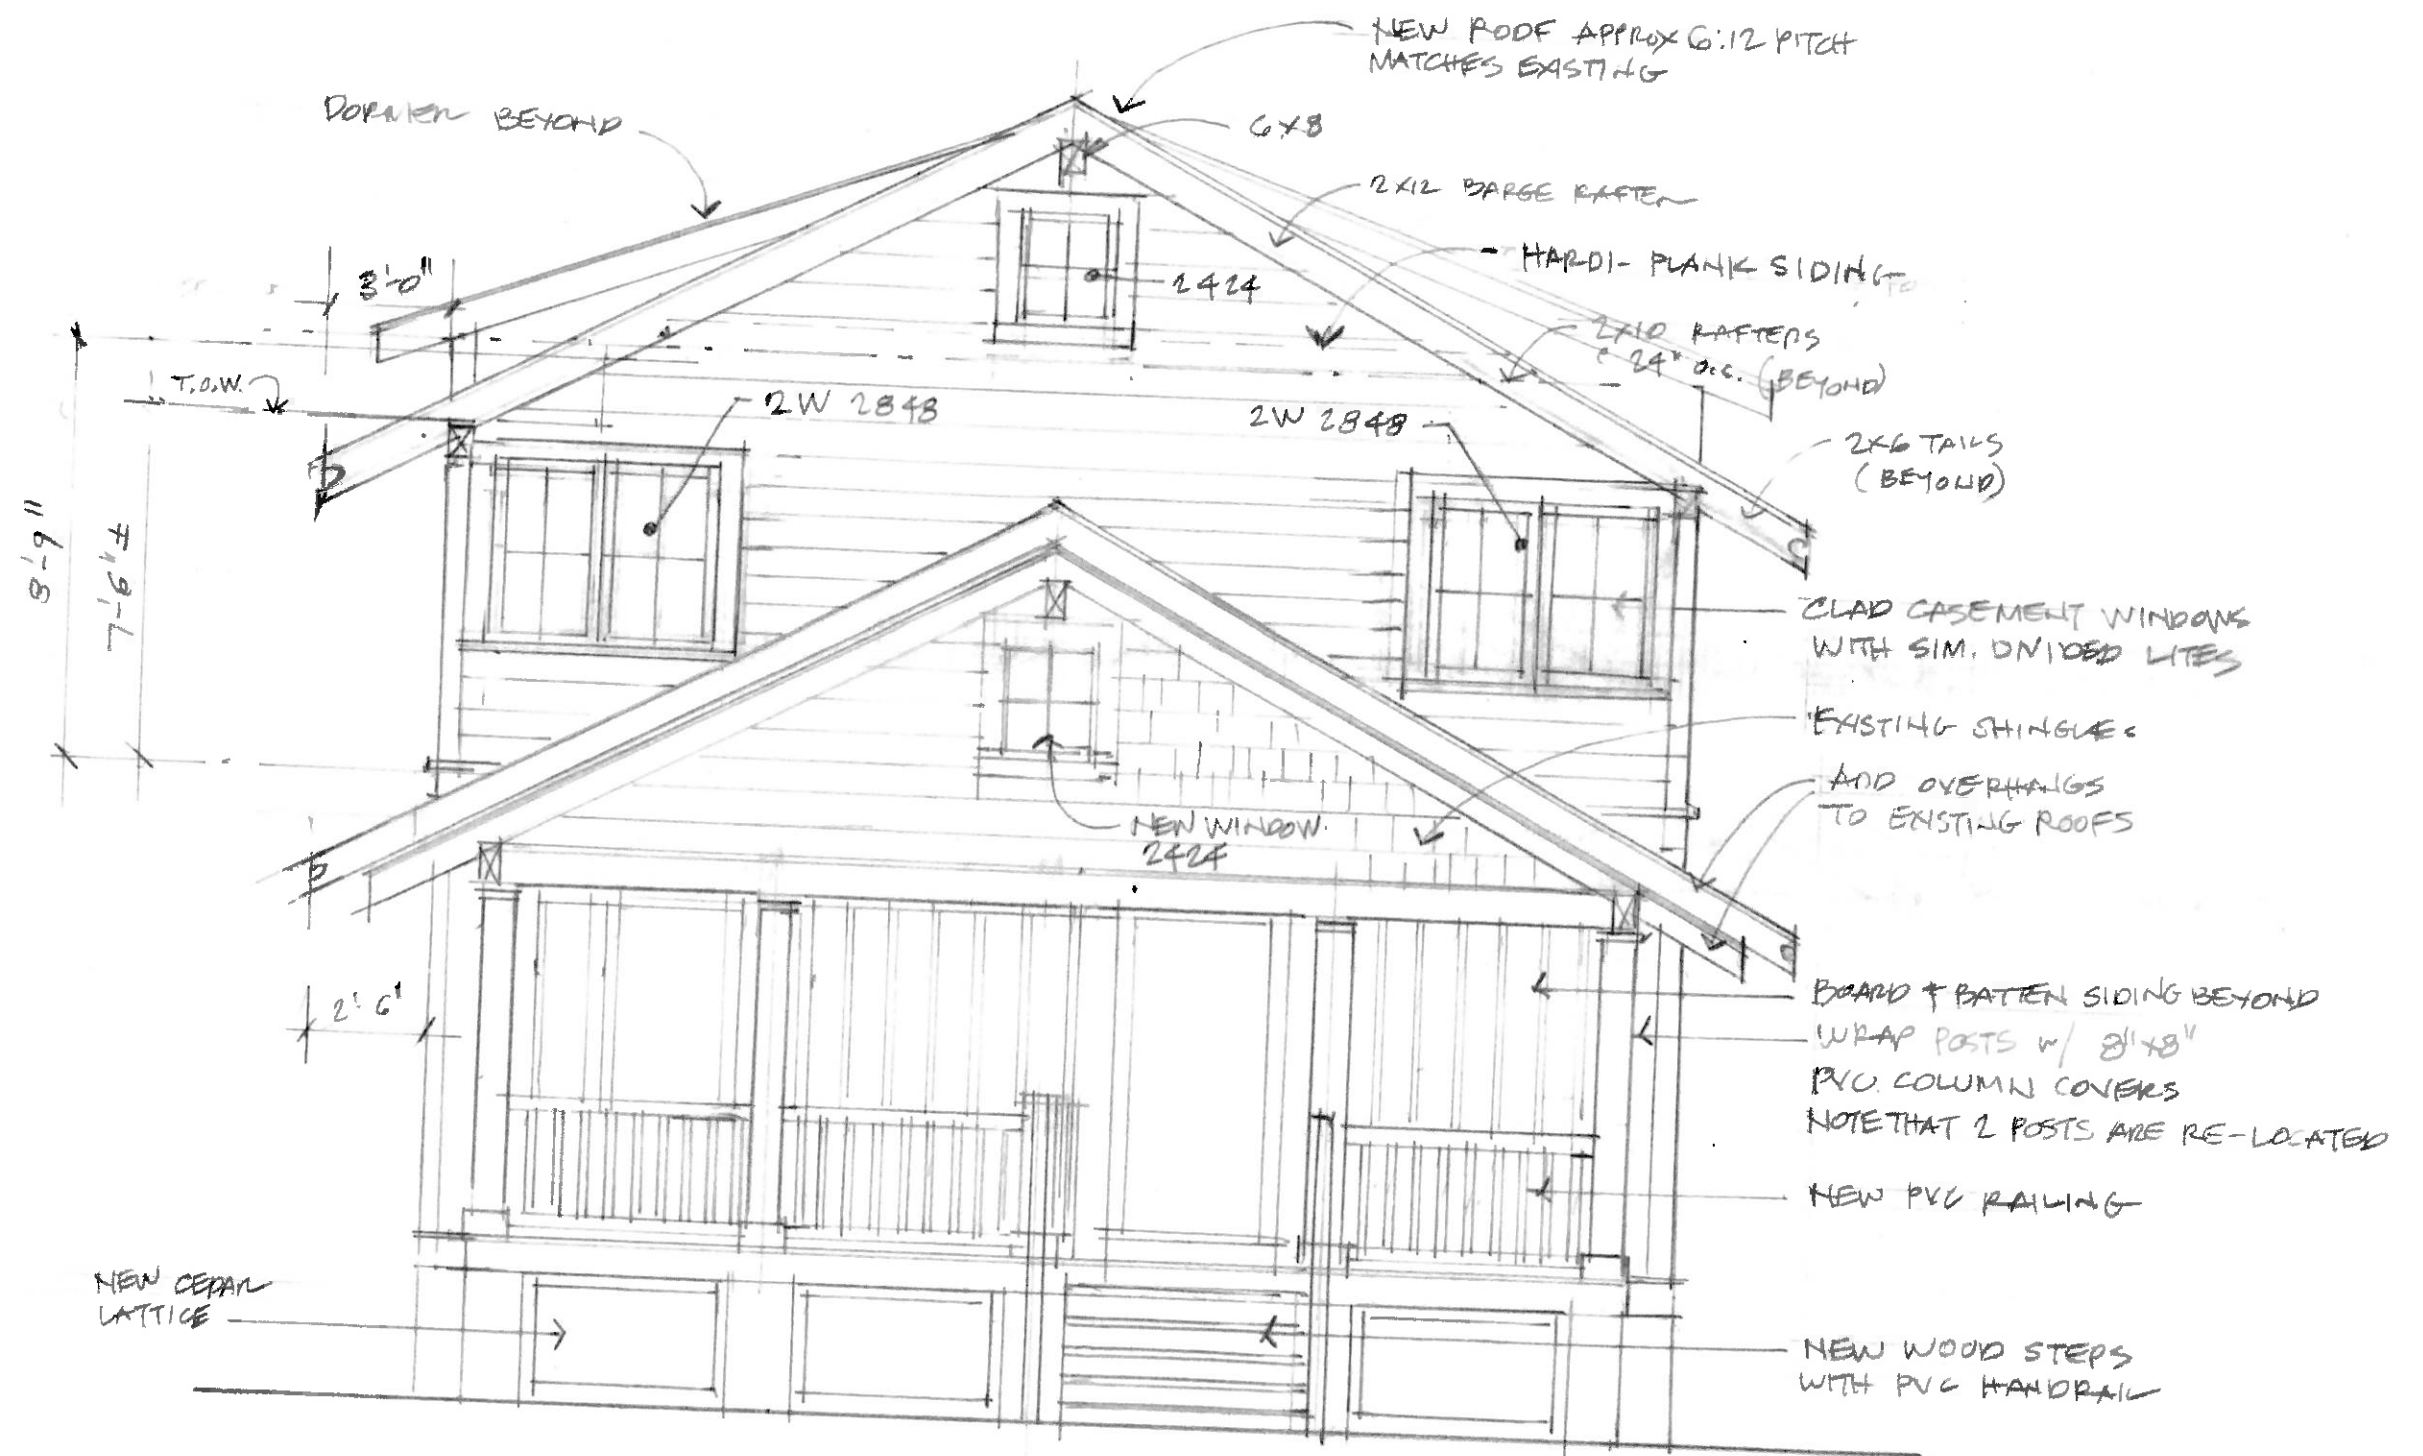 NEW ROOF APPROX 6:12 PITCH
MATCHES EXISTING
DORMER BEYOND
6X8
2X12 BARGE RAFTER
- HARDI-PLANK SIDING
3'-0"
2424
2X10 RAFTERS
@ 24" O.C. (BEYOND)
T.O.W.
2W 2848
2W 2848
2X6 TAILS
(BEYOND)
8'-9"
7'-6" ±
CLAD CASEMENT WINDOWS
WITH SIM. DIVIDED LITES
EXISTING SHINGLES
ADD OVERHANGS
TO EXISTING ROOFS
NEW WINDOW
2424
2'-6"
BOARD + BATTEN SIDING BEYOND
WRAP POSTS W/ 8"X8"
PVC COLUMN COVERS
NOTE THAT 2 POSTS ARE RE-LOCATED
NEW PVC RAILING
NEW CEDAR
LATTICE
NEW WOOD STEPS
WITH PVC HANDRAIL